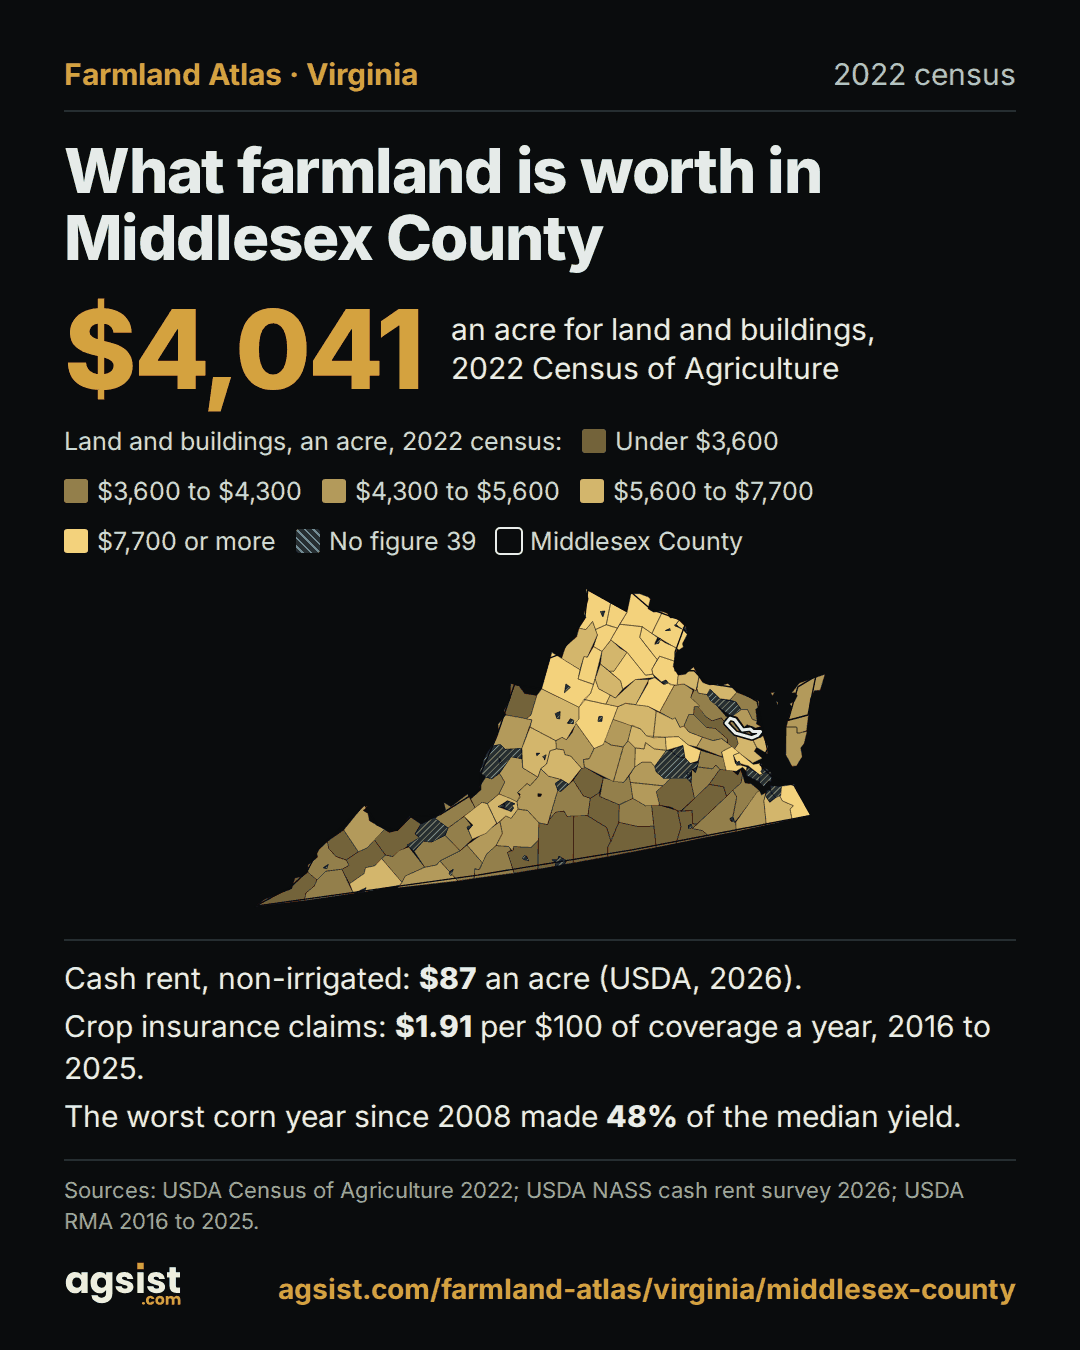 Farmland Atlas · Virginia
2022 census
What farmland is worth in
Middlesex County
$4,041
an acre for land and buildings,
2022 Census of Agriculture
Land and buildings, an acre, 2022 census: Under $3,600
$3,600 to $4,300 $4,300 to $5,600 $5,600 to $7,700
$7,700 or more No figure 39 Middlesex County
Cash rent, non-irrigated: $87 an acre (USDA, 2026).
Crop insurance claims: $1.91 per $100 of coverage a year, 2016 to
2025.
The worst corn year since 2008 made 48% of the median yield.
Sources: USDA Census of Agriculture 2022; USDA NASS cash rent survey 2026; USDA
RMA 2016 to 2025.
agsist
.com
agsist.com/farmland-atlas/virginia/middlesex-county